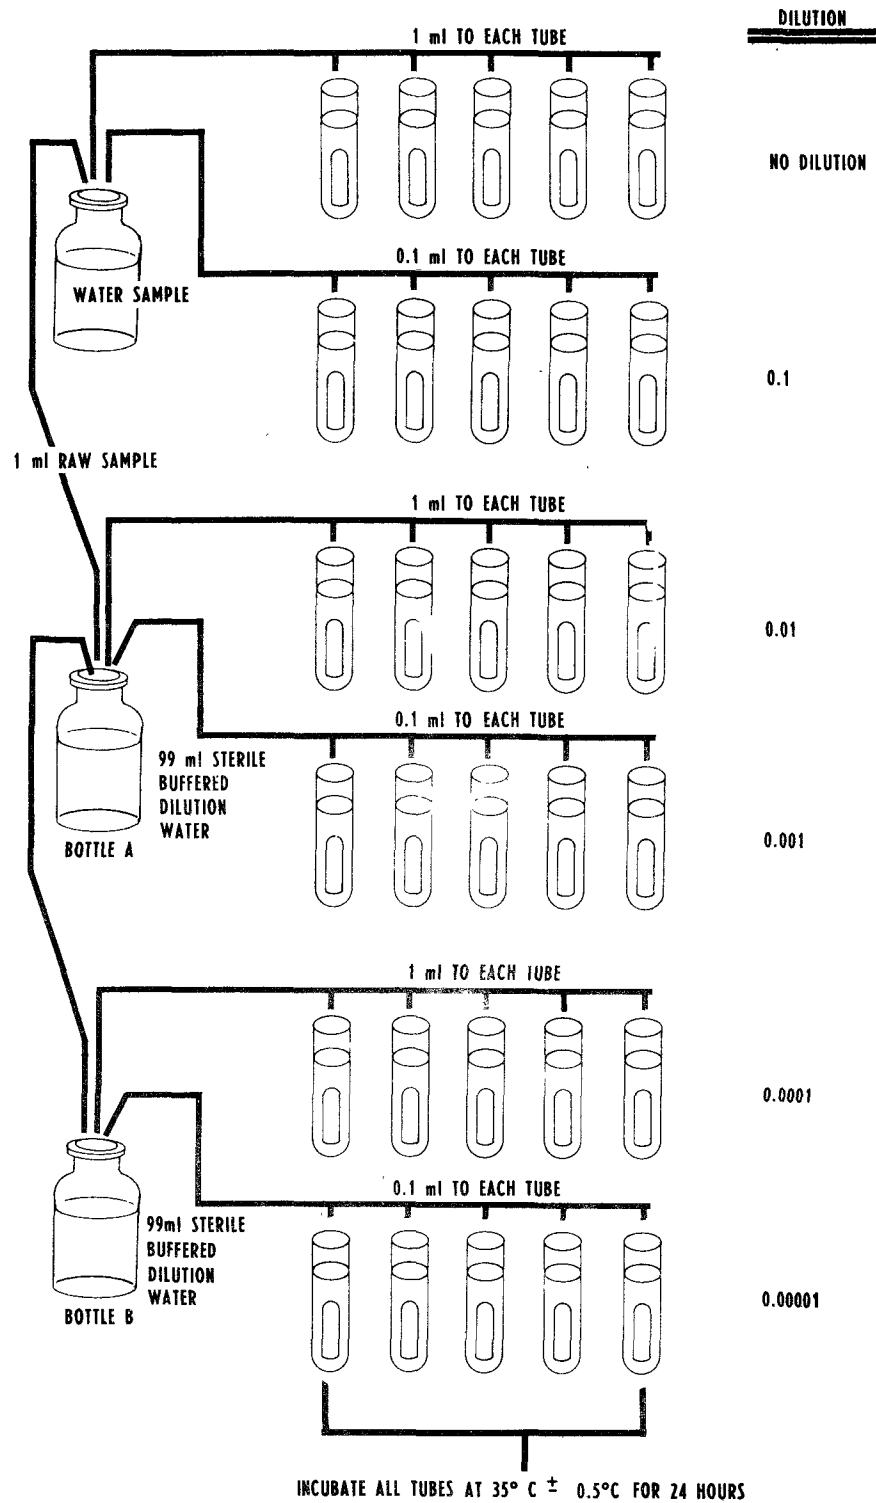 DILUTION
1 ml TO EACH TUBE
NO DILUTION
0.1 ml TO EACH TUBE
WATER SAMPLE
0.1
1 ml RAW SAMPLE
1 ml TO EACH TUBE
0.01
0.1 ml TO EACH TUBE
99 ml STERILE
BUFFERED
DILUTION
WATER
BOTTLE A
0.001
1 ml TO EACH TUBE
0.0001
0.1 ml TO EACH TUBE
99ml STERILE
BUFFERED
DILUTION
WATER
BOTTLE B
0.00001
INCUBATE ALL TUBES AT 35° C ± 0.5°C FOR 24 HOURS